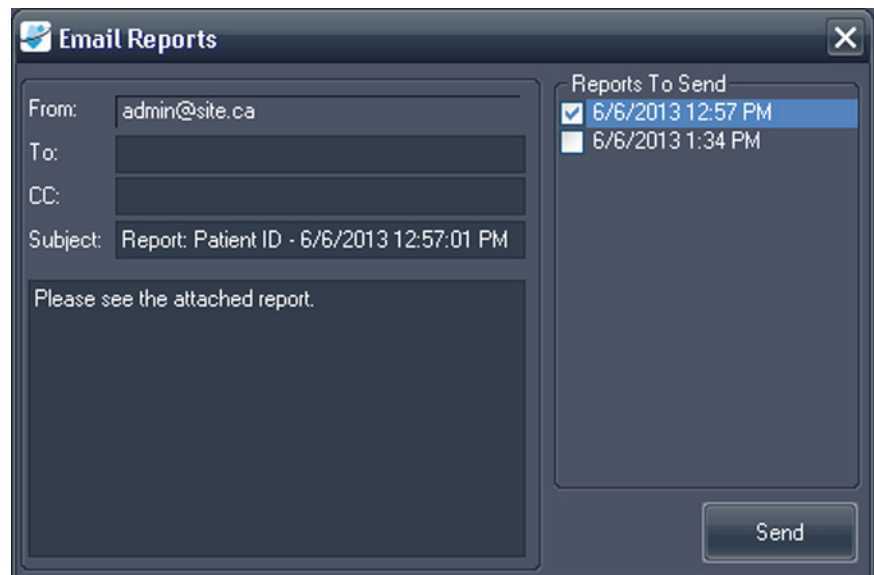 Email Reports
From: admin@site.ca
To:
CC:
Subject: Report: Patient ID - 6/6/2013 12:57:01 PM
Please see the attached report.
Reports To Send
6/6/2013 12:57 PM
6/6/2013 1:34 PM
Send